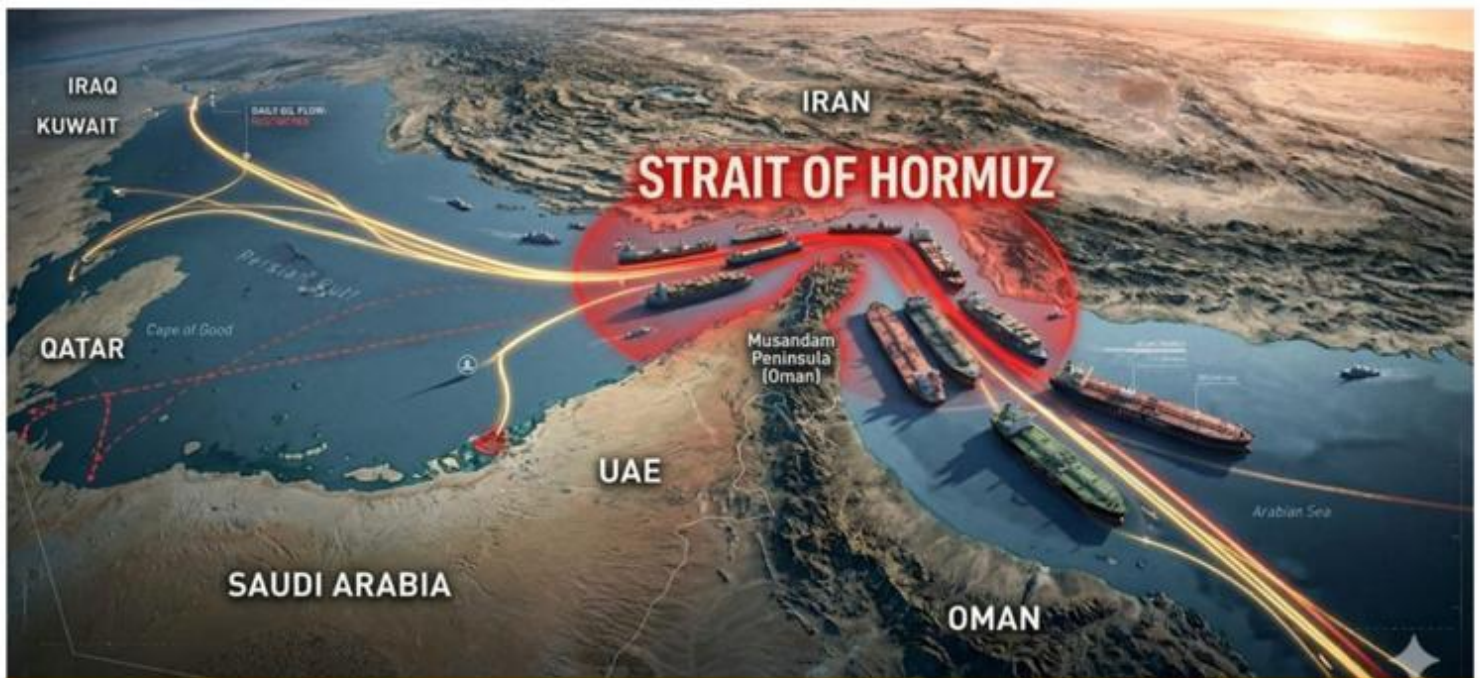 IRAQ
KUWAIT
DAILY OIL FLOW:
IRAN
STRAIT OF HORMUZ
Persian Gulf
QATAR
Cape of Good
Musandam
Peninsula
(Oman)
UAE
Arabian Sea
SAUDI ARABIA
OMAN